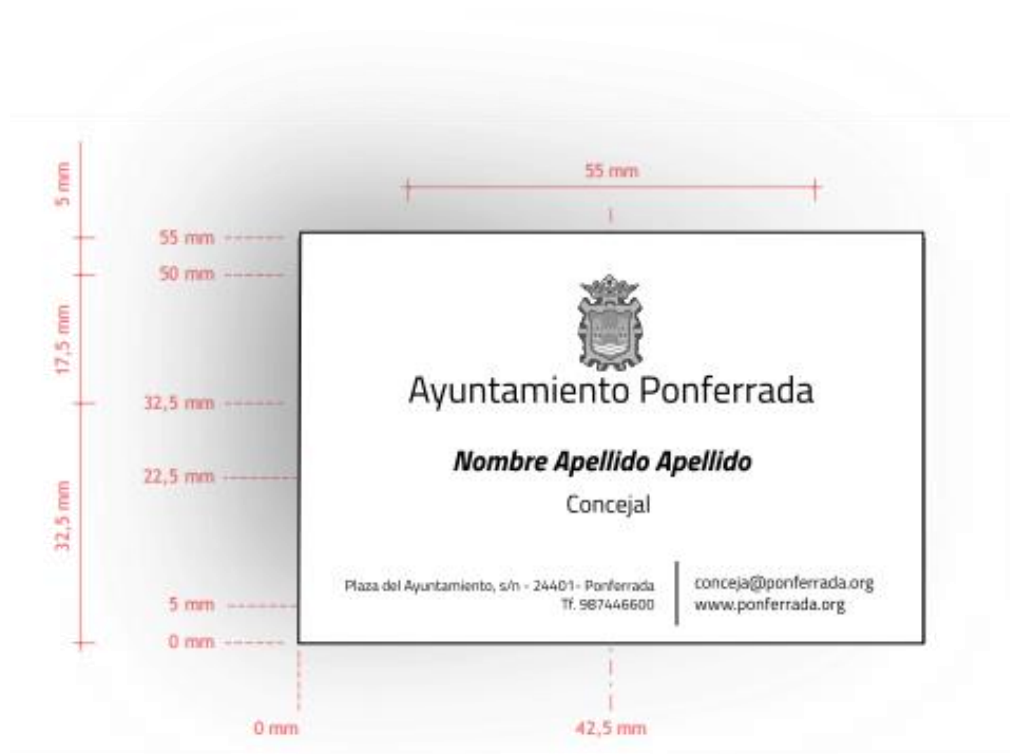 55 mm
5 mm
55 mm
50 mm
17,5 mm
Ayuntamiento Ponferrada
32,5 mm
Nombre Apellido Apellido
22,5 mm
Concejal
32,5 mm
Plaza del Ayuntamiento, s/n - 24401- Ponferrada
Tf. 987446600
conceja@ponferrada.org
www.ponferrada.org
5 mm
0 mm
0 mm
42,5 mm